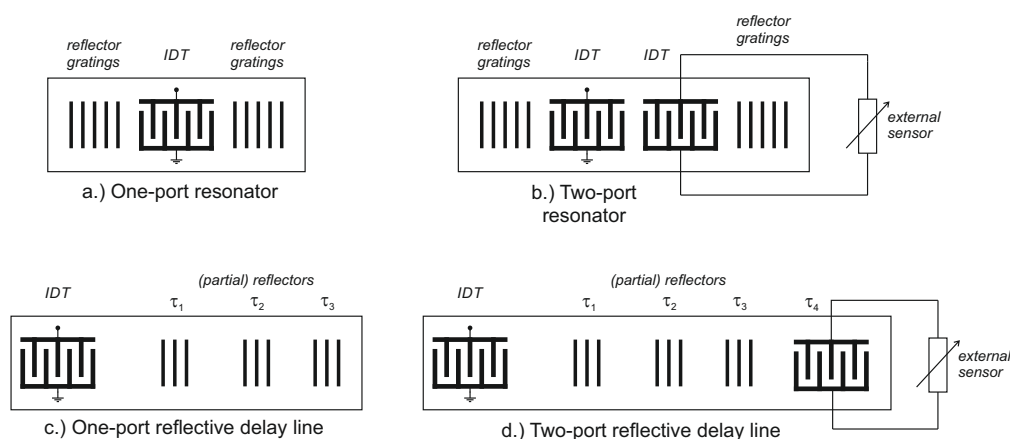 reflector
gratings
IDT
reflector
gratings
a.) One-port resonator
reflector
gratings
IDT
IDT
reflector
gratings
external
sensor
b.) Two-port
resonator
(partial) reflectors
IDT
τ1
τ2
τ3
c.) One-port reflective delay line
(partial) reflectors
IDT
τ1
τ2
τ3
τ4
external
sensor
d.) Two-port reflective delay line